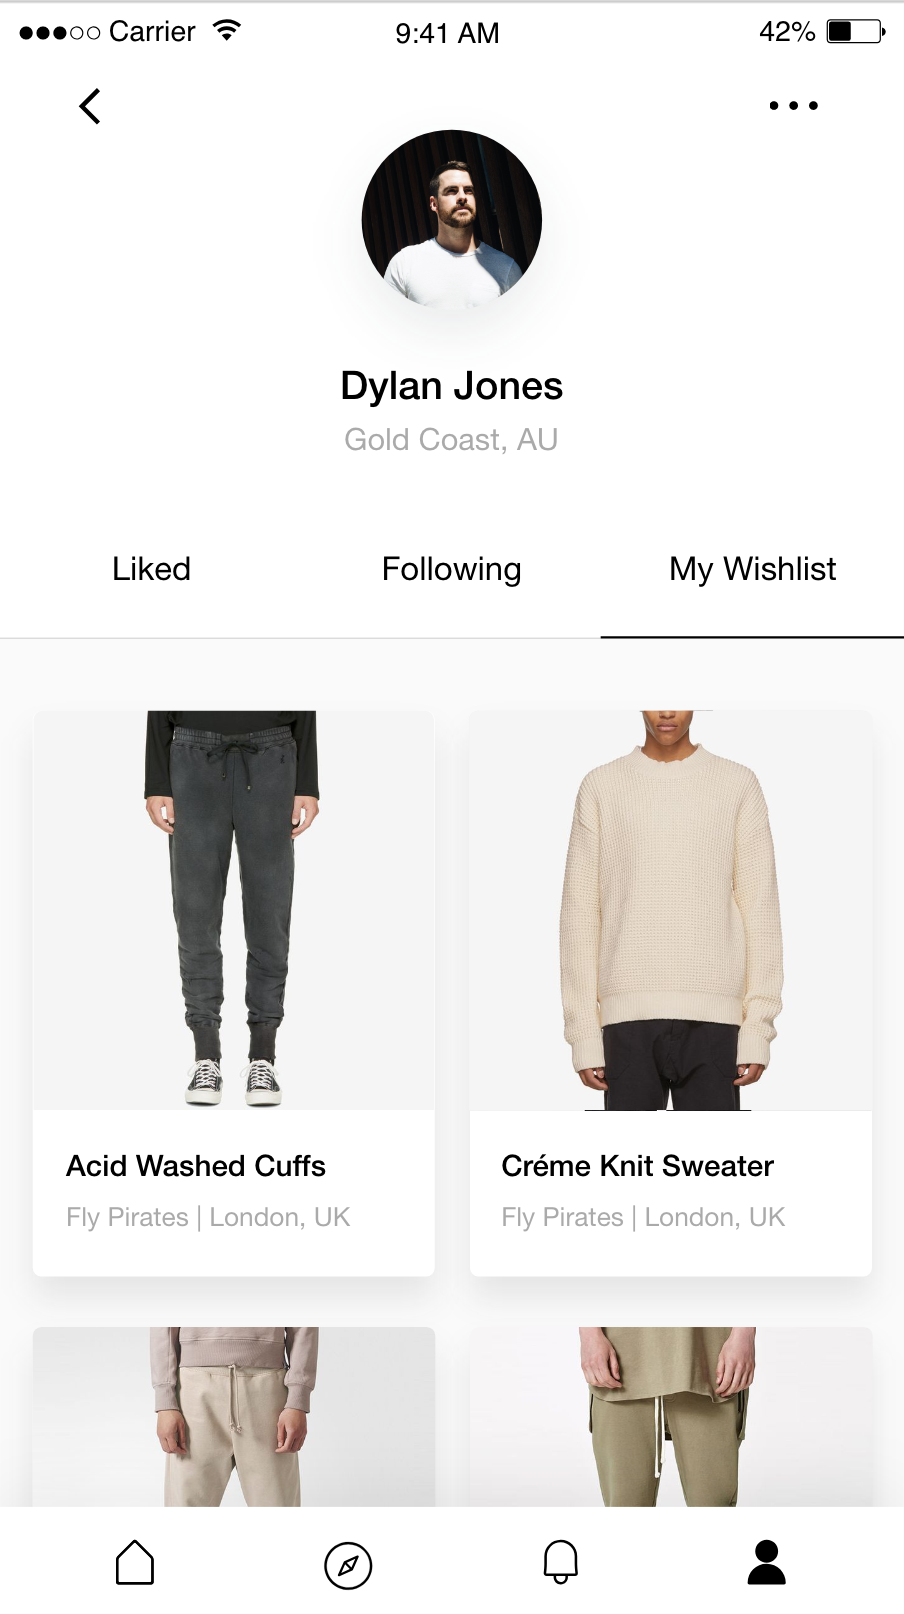 Carrier 9:41 AM 42%
Dylan Jones
Gold Coast, AU
Liked Following My Wishlist
Acid Washed Cuffs
Fly Pirates | London, UK
Créme Knit Sweater
Fly Pirates | London, UK